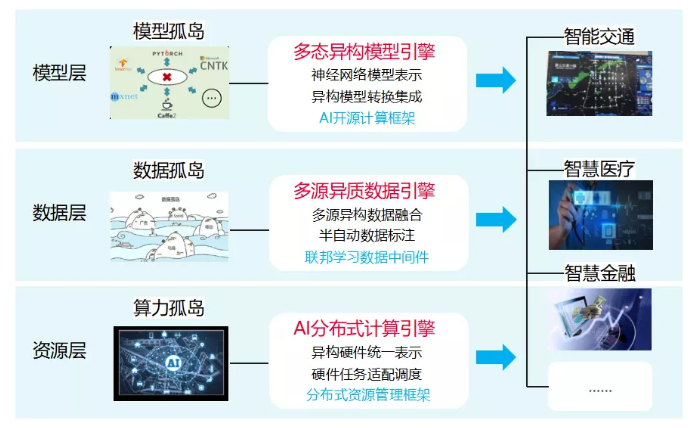 模型层
模型孤岛
PYTORCH
CNTK
mxnet
Caffe2
多态异构模型引擎
神经网络模型表示
异构模型转换集成
AI开源计算框架
智能交通
数据层
数据孤岛
多源异质数据引擎
多源异构数据融合
半自动数据标注
联邦学习数据中间件
智慧医疗
智慧金融
资源层
算力孤岛
AI
AI分布式计算引擎
异构硬件统一表示
硬件任务适配调度
分布式资源管理框架
......